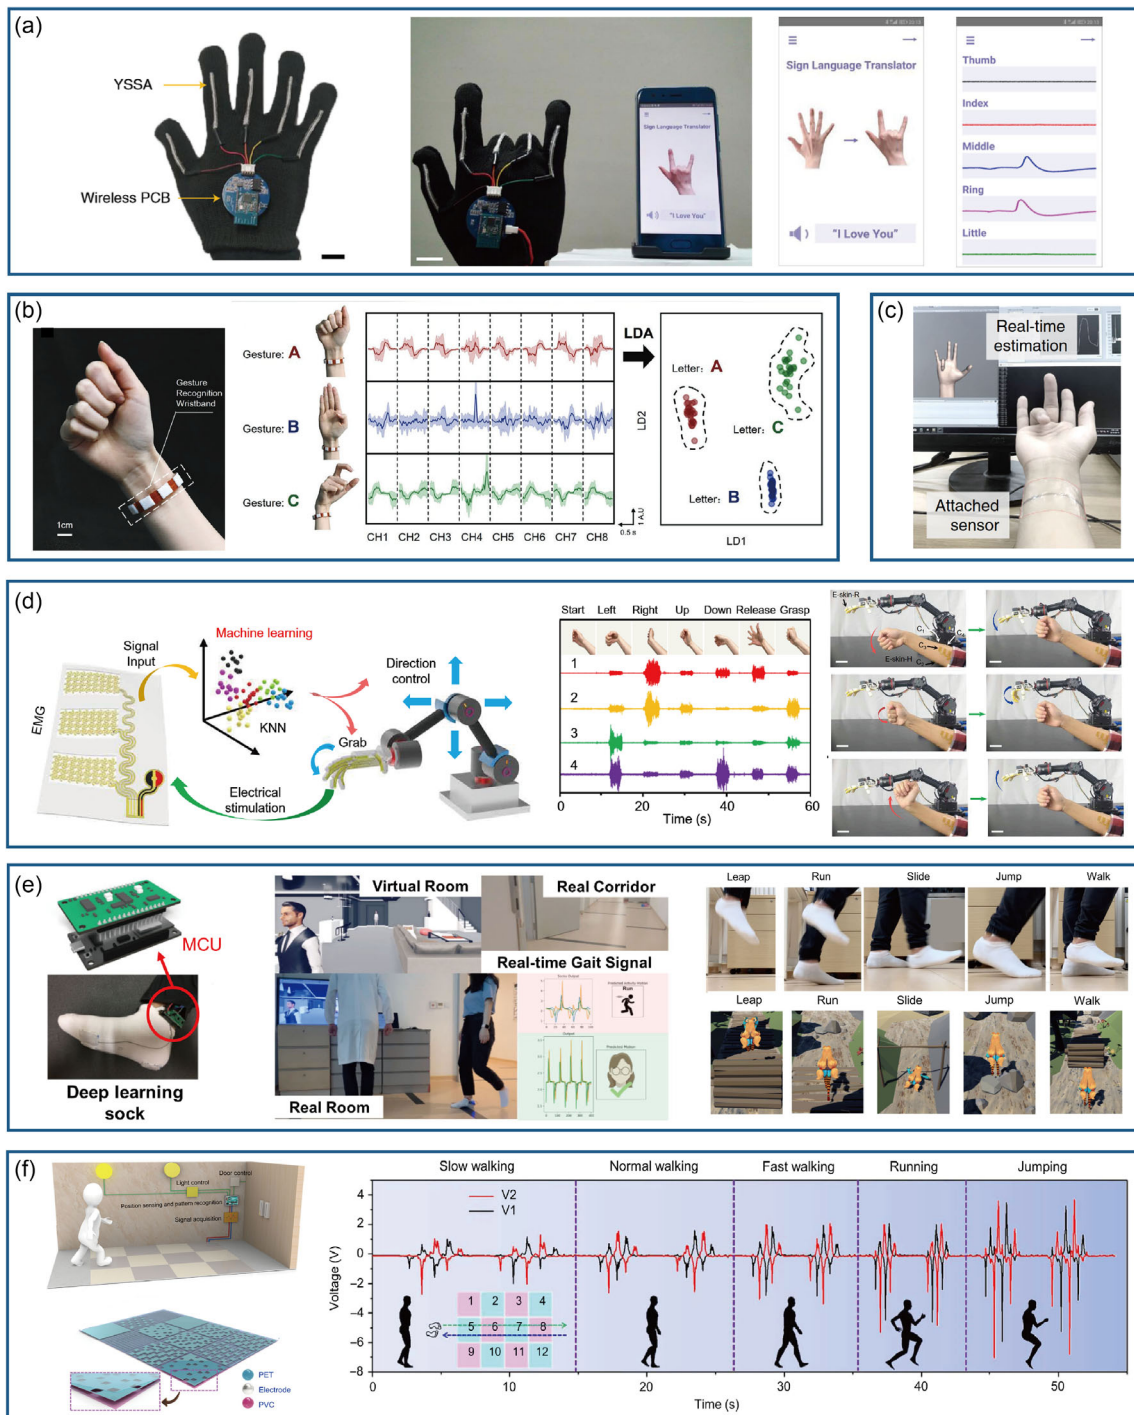 (a)
YSSA
Wireless PCB
Sign Language Translator
"I Love You"
Sign Language Translator
"I Love You"
Thumb
Index
Middle
Ring
Little
(b)
Gesture
Recognition
Wristband
1cm
Gesture: A
Gesture: B
Gesture: C
CH1 CH2 CH3 CH4 CH5 CH6 CH7 CH8
1 A.U
0.5 s
LDA
LD2
Letter: A
Letter: C
Letter: B
LD1
(c)
Real-time
estimation
Attached
sensor
(d)
EMG
Signal
Input
Machine learning
KNN
Direction
control
Grab
Electrical
stimulation
Start Left Right Up Down Release Grasp
1
2
3
4
0 20 40 60
Time (s)
E-skin-R
E-skin-H
(e)
MCU
Deep learning
sock
Virtual Room
Real Corridor
Real-time Gait Signal
Run
Real Room
Leap Run Slide Jump Walk
Leap Run Slide Jump Walk
(f)
Door control
Light control
Position sensing and pattern recognition
Signal acquisition
PET
Electrode
PVC
Slow walking Normal walking Fast walking Running Jumping
V2
V1
Voltage (V)
4
2
0
−2
−4
−6
−8
1 2 3 4
5 6 7 8
9 10 11 12
0 10 20 30 40 50
Time (s)